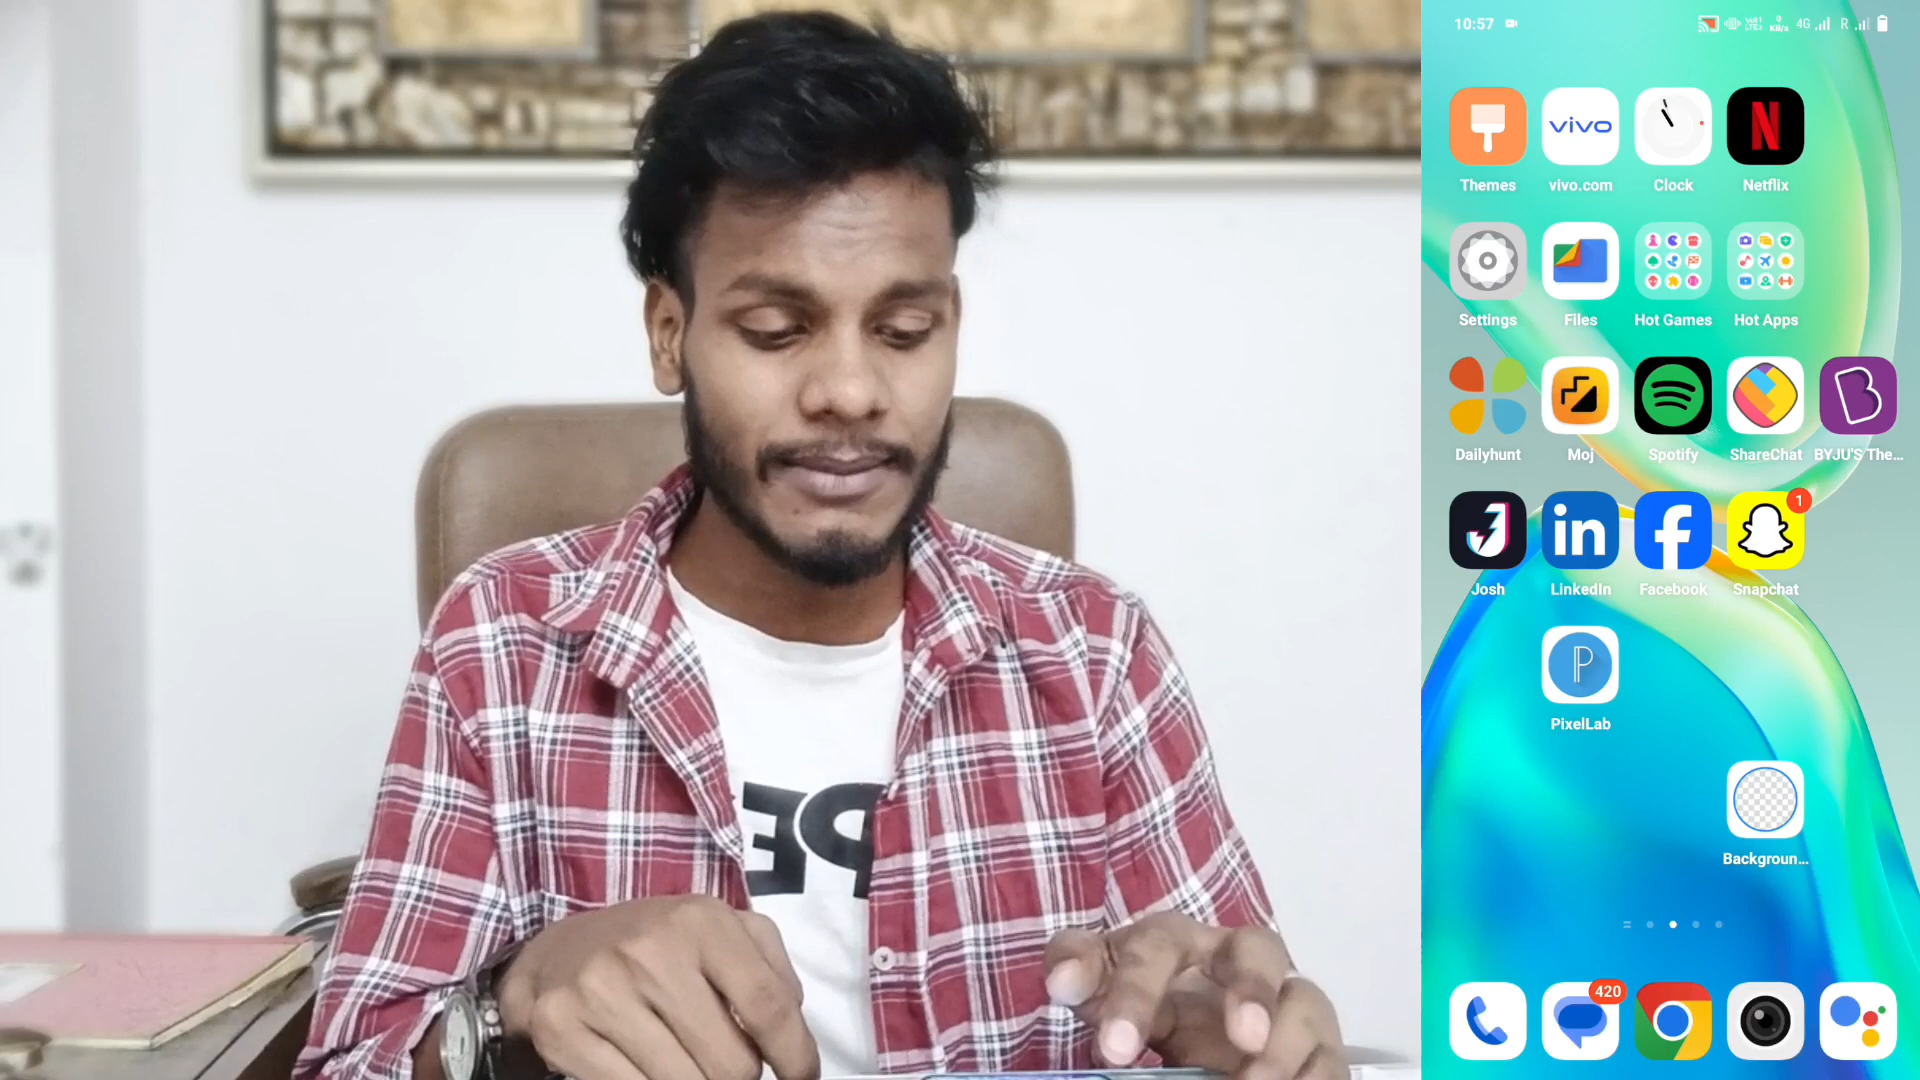 10:57
4G
R
vivo
N
Themes
vivo.com
Clock
Netflix
Settings
Files
Hot Games
Hot Apps
B
Dailyhunt
Moj
Spotify
ShareChat
BYJU'S The...
in
f
1
Josh
LinkedIn
Facebook
Snapchat
P
PixelLab
PE
Backgroun...
420